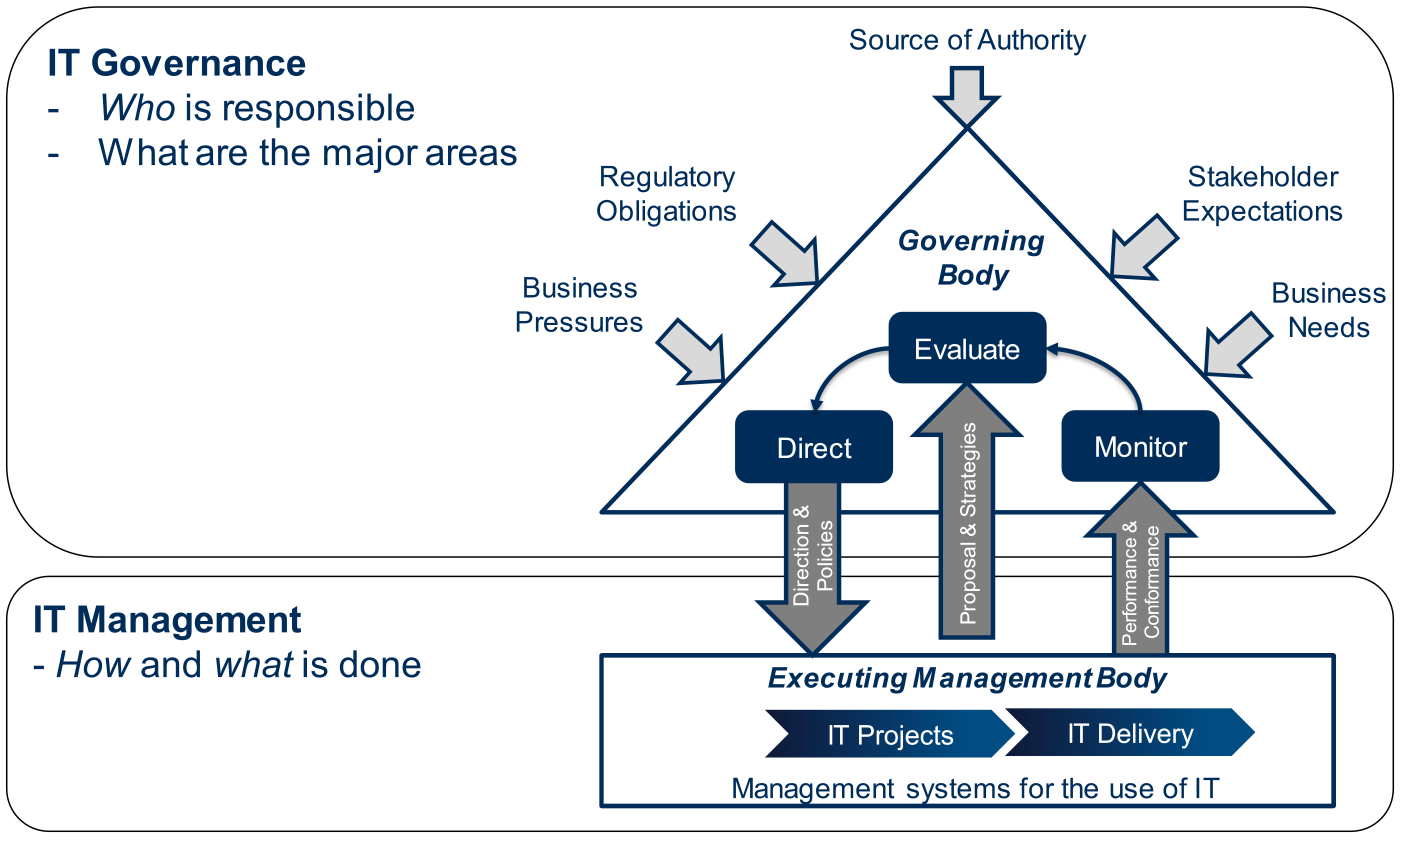 IT Governance
- Who is responsible
- What are the major areas
Source of Authority
Regulatory
Obligations
Stakeholder
Expectations
Business
Pressures
Business
Needs
Governing
Body
Evaluate
Direct
Monitor
Direction &
Policies
Proposal & Strategies
Performance &
Conformance
IT Management
- How and what is done
Executing Management Body
IT Projects
IT Delivery
Management systems for the use of IT